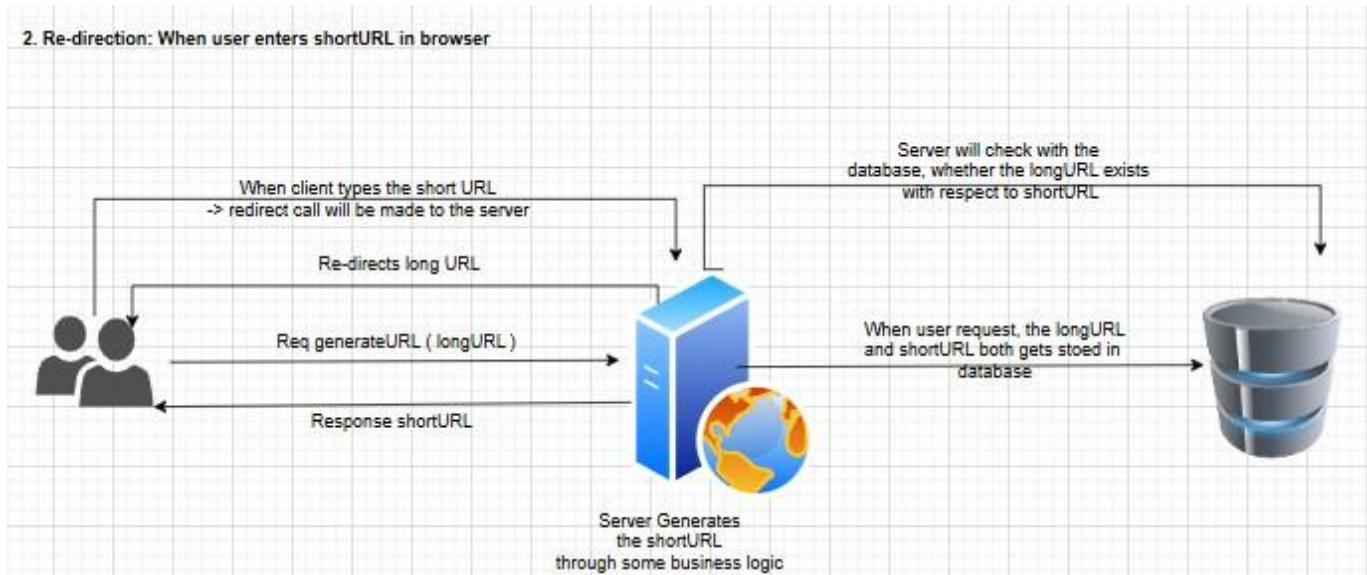 2. Re-direction: When user enters shortURL in browser
Server will check with the
database, whether the longURL exists
with respect to shortURL
When client types the short URL
-> redirect call will be made to the server
Re-directs long URL
Req generateURL ( longURL )
When user request, the longURL
and shortURL both gets stoed in
database
Response shortURL
Server Generates
the shortURL
through some business logic